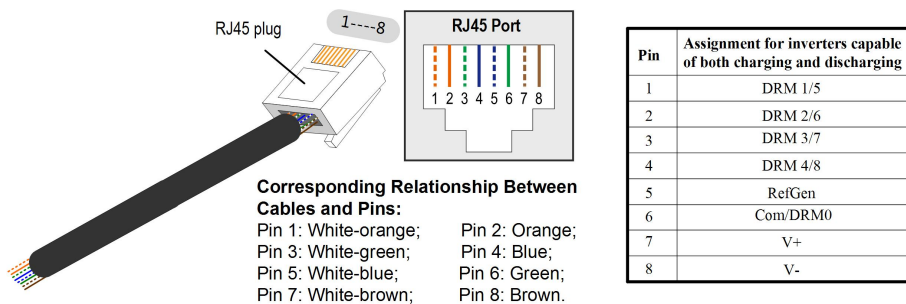 RJ45 plug
1----8
RJ45 Port
1 2 3 4 5 6 7 8
Corresponding Relationship Between
Cables and Pins:
Pin 1: White-orange; Pin 2: Orange;
Pin 3: White-green; Pin 4: Blue;
Pin 5: White-blue; Pin 6: Green;
Pin 7: White-brown; Pin 8: Brown.
Pin Assignment for inverters capable
of both charging and discharging
1 DRM 1/5
2 DRM 2/6
3 DRM 3/7
4 DRM 4/8
5 RefGen
6 Com/DRM0
7 V+
8 V-